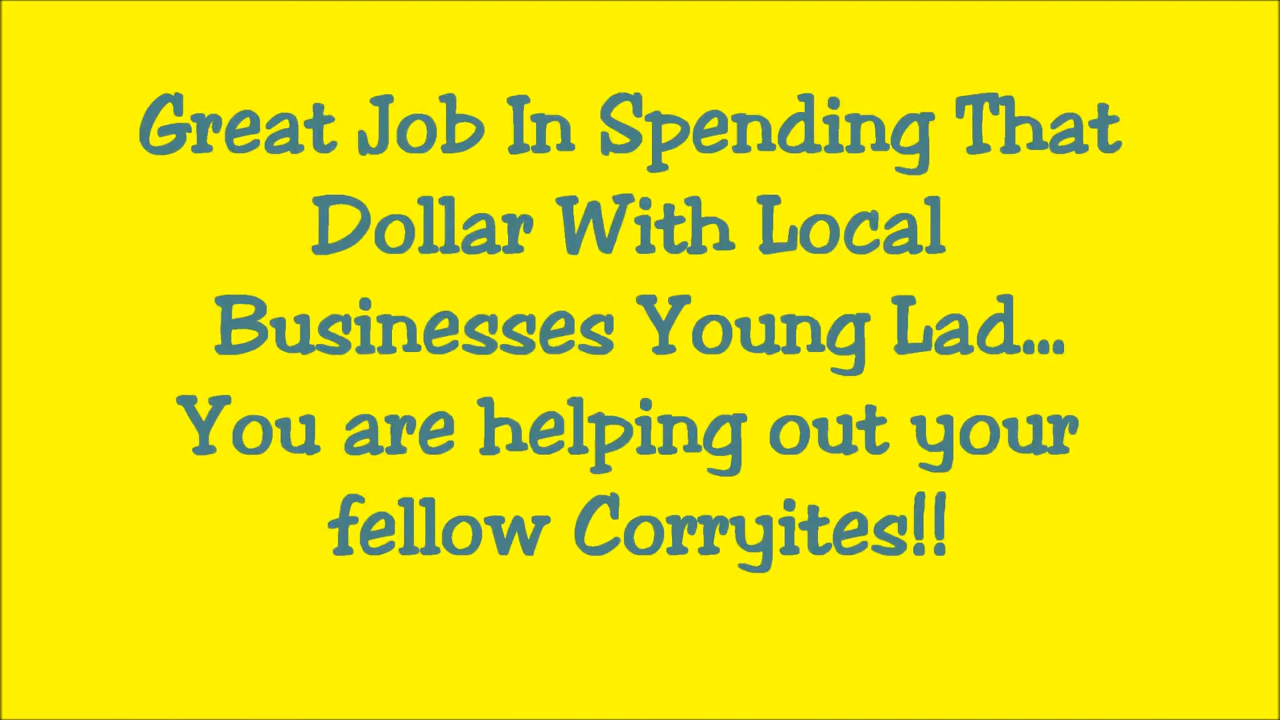 Great Job In Spending That
Dollar With Local
Businesses Young Lad...
You are helping out your
fellow Corryites!!